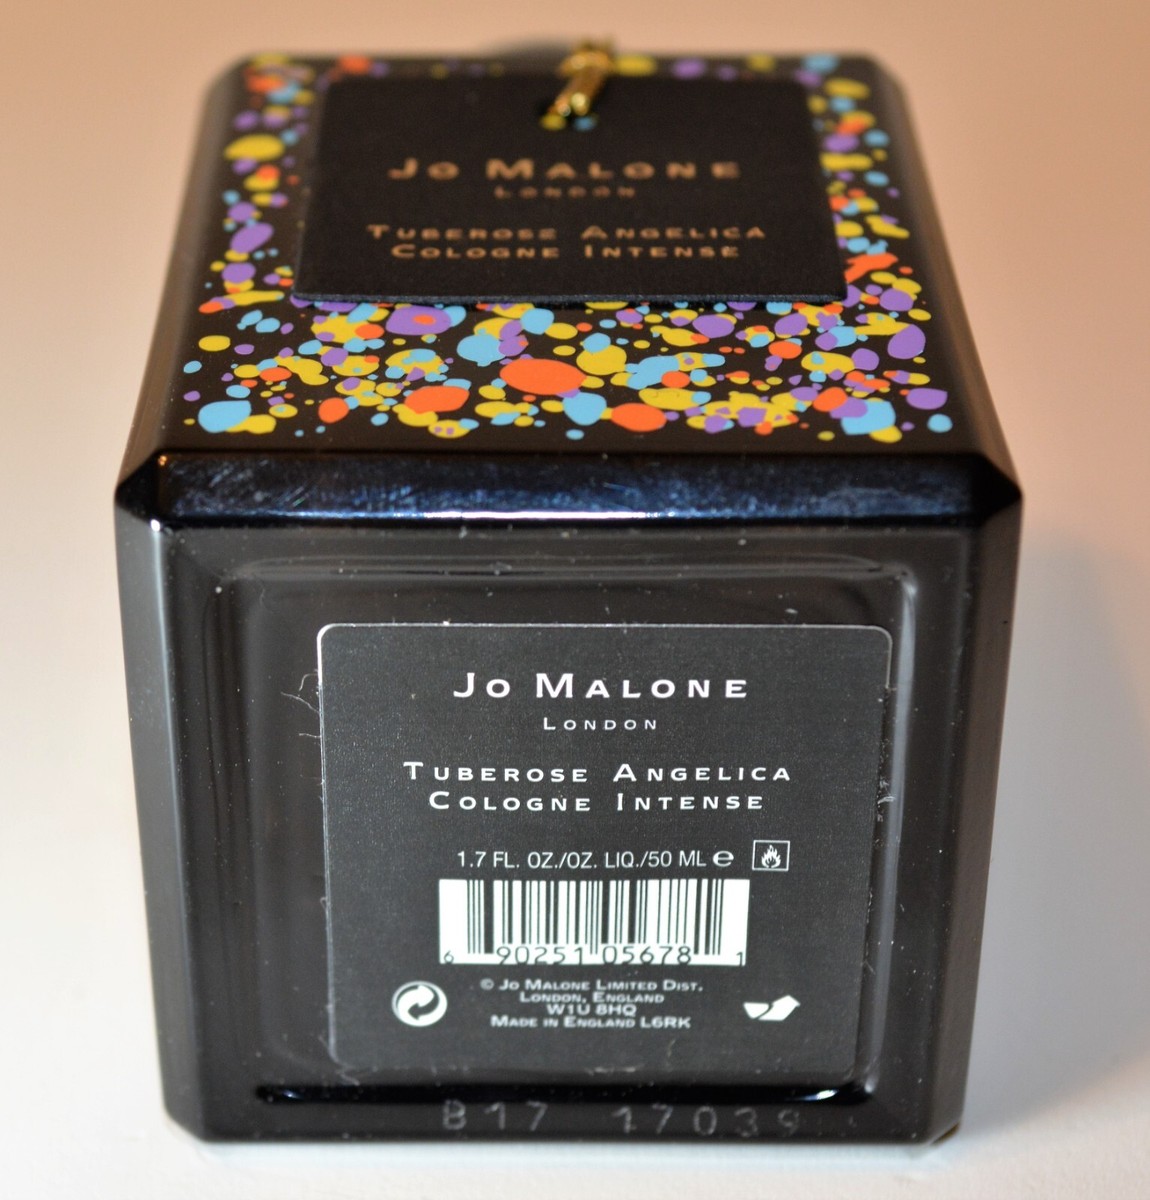 Jo Malone
London
Tuberose Angelica
Cologne Intense
Jo Malone
London
Tuberose Angelica
Cologne Intense
1.7 FL. OZ./OZ. LIQ./50 ML e
6 90251 05678 1
© Jo Malone Limited Dist.
London, England
W1U 8HQ
Made in England L6RK
B17 17039